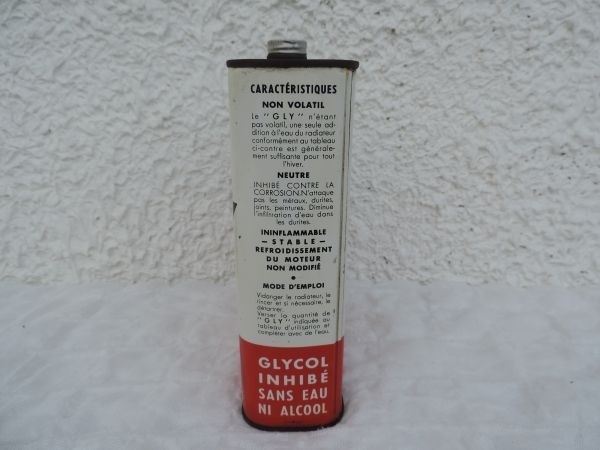 CARACTÉRISTIQUES
NON VOLATIL
Le "GLY" n'étant
pas volatil, une seule ad-
dition à l'eau du radiateur
conformément au tableau
ci-contre est générale-
ment suffisante pour tout
l'hiver.
NEUTRE
INHIBÉ CONTRE LA
CORROSION. N'attaque
pas les métaux, durites,
joints, peintures. Diminue
l'infiltration d'eau dans
les durites.
ININFLAMMABLE
— STABLE —
REFROIDISSEMENT
DU MOTEUR
NON MODIFIÉ
•
MODE D'EMPLOI
Vidanger le radiateur, le
rincer et si nécessaire, le
détartrer.
Verser la quantité de
"GLY" indiquée au
tableau d'utilisation et
compléter avec de l'eau.
GLYCOL
INHIBÉ
SANS EAU
NI ALCOOL